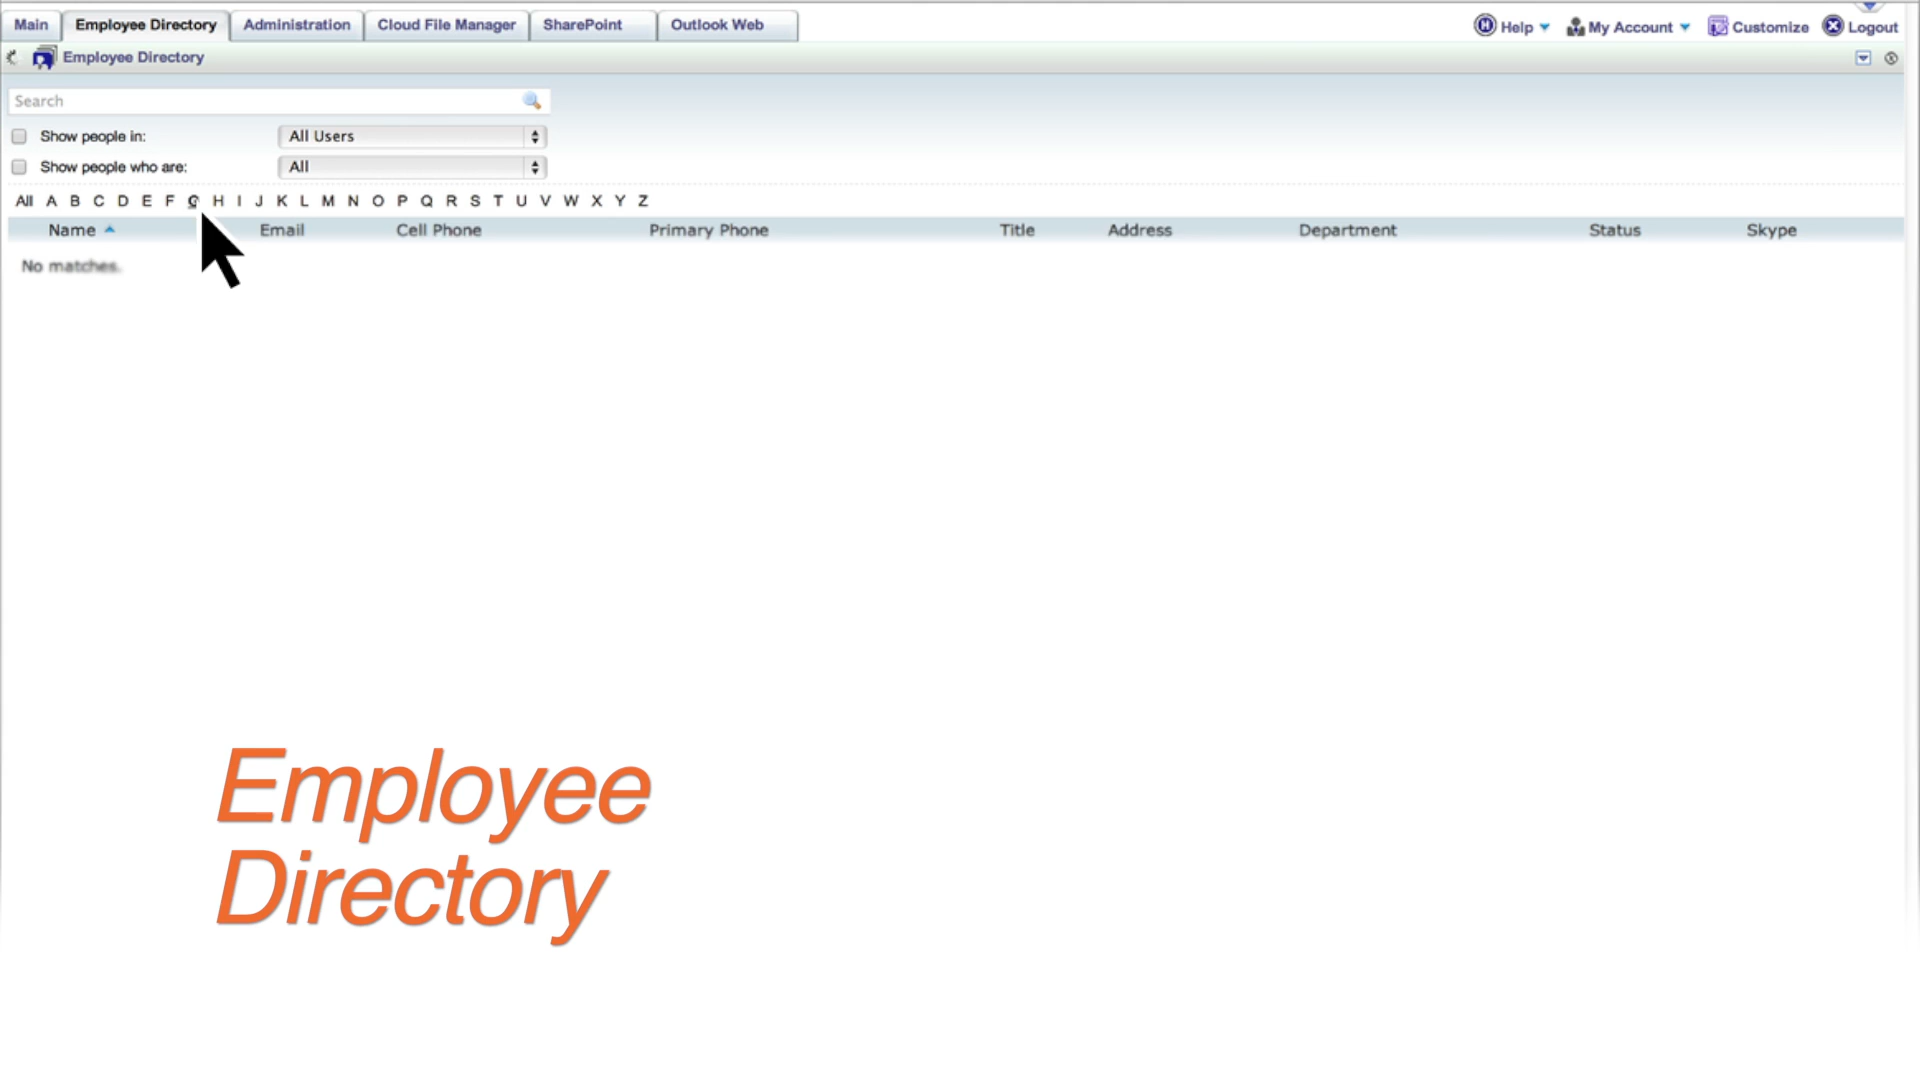 Main Employee Directory Administration Cloud File Manager SharePoint Outlook Web Help My Account Customize Logout
Employee Directory
Search
Show people in: All Users
Show people who are: All
All A B C D E F G H I J K L M N O P Q R S T U V W X Y Z
Name Email Cell Phone Primary Phone Title Address Department Status Skype
No matches.
Employee
Directory